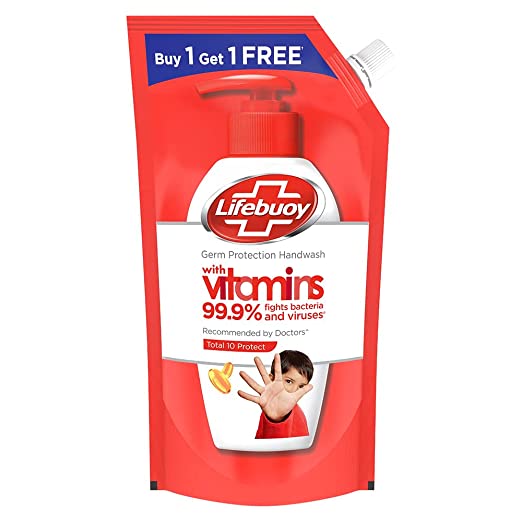 Buy 1 Get 1 FREE*
Lifebuoy
Germ Protection Handwash
with
vitamins
99.9% fights bacteria
and viruses*
Recommended by Doctors*
Total 10 Protect